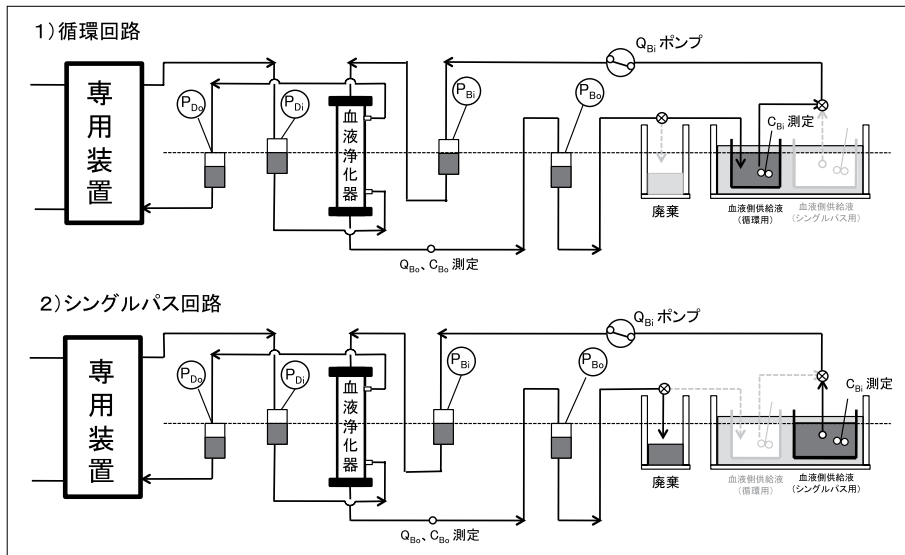 1)循環回路
専用装置
P_Do
P_Di
血液浄化器
P_Bi
Q_Bi ポンプ
P_Bo
C_Bi 測定
廃棄
血液側供給液
(循環用)
血液側供給液
(シングルパス用)
Q_Bo、C_Bo 測定
2)シングルパス回路
専用装置
P_Do
P_Di
血液浄化器
P_Bi
Q_Bi ポンプ
P_Bo
C_Bi 測定
廃棄
血液側供給液
(循環用)
血液側供給液
(シングルパス用)
Q_Bo、C_Bo 測定